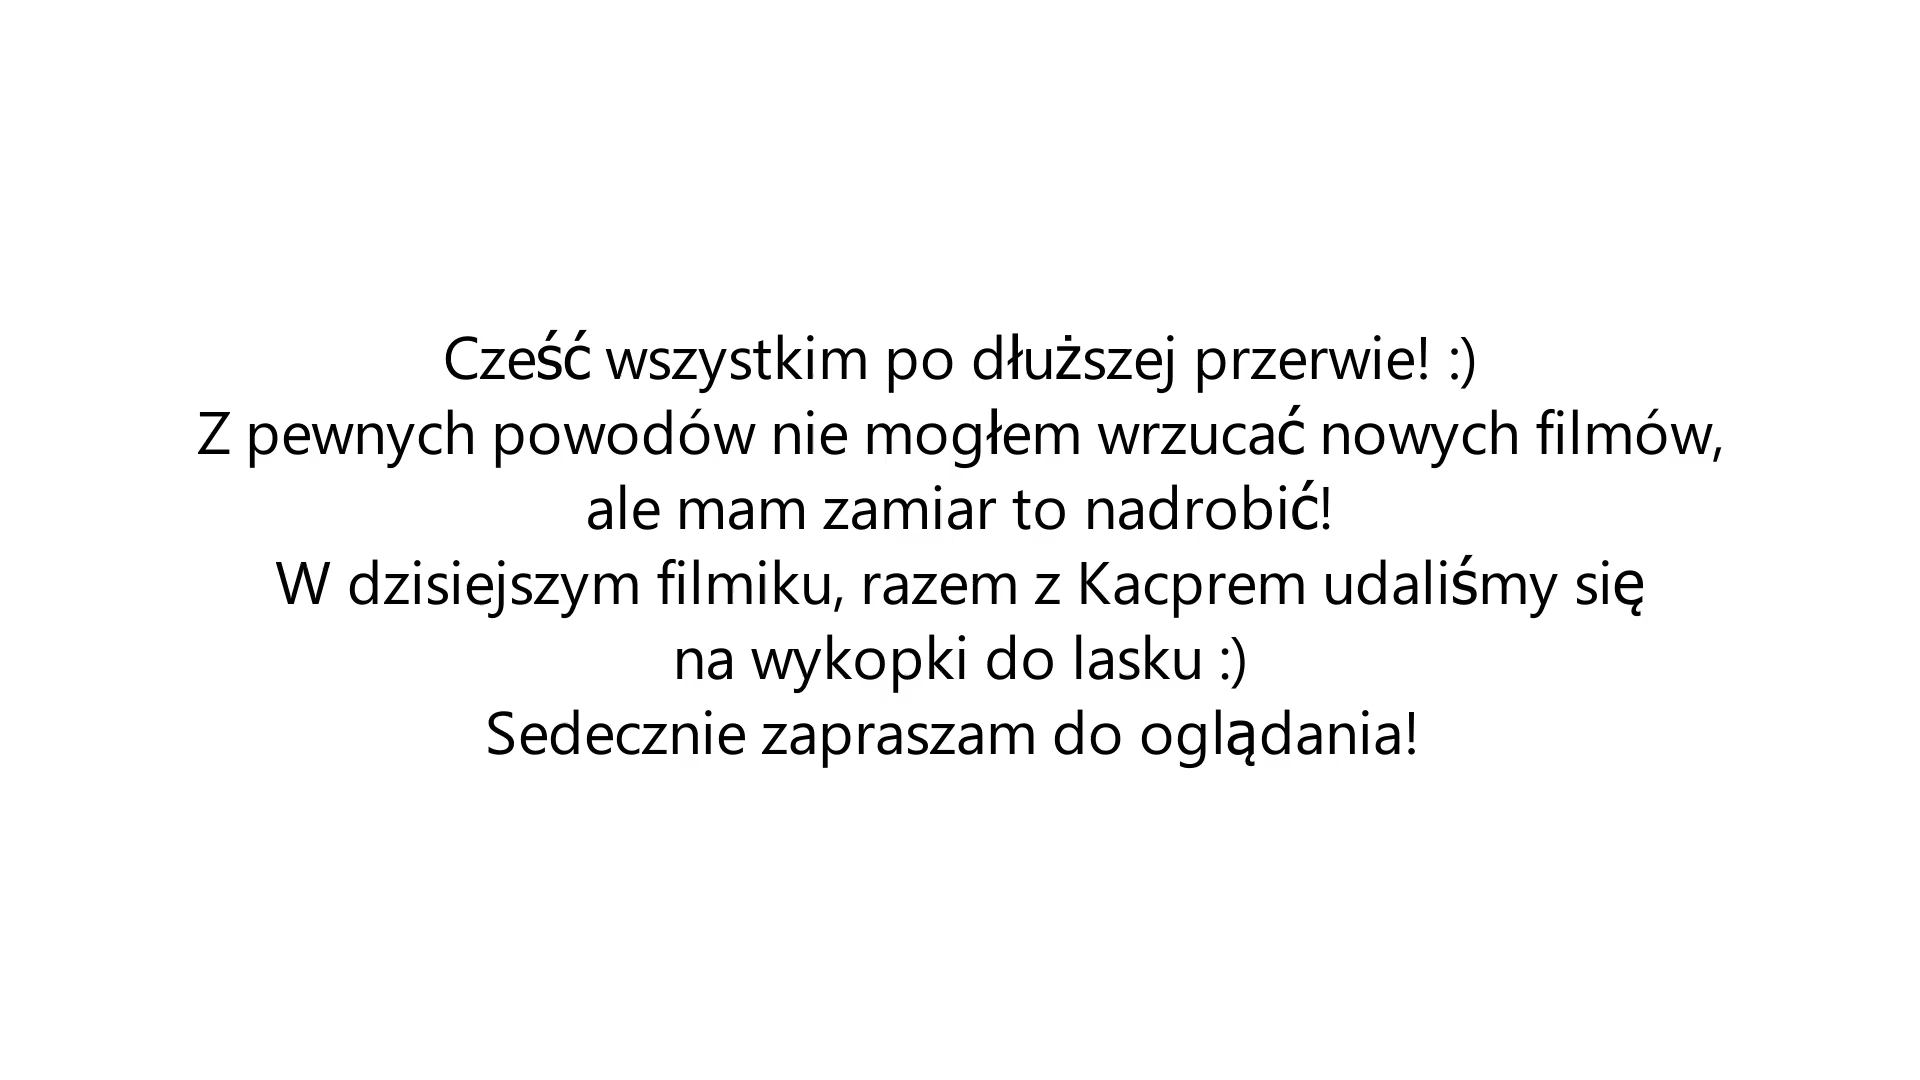 Cześć wszystkim po dłuższej przerwie! :)
Z pewnych powodów nie mogłem wrzucać nowych filmów,
ale mam zamiar to nadrobić!
W dzisiejszym filmiku, razem z Kacprem udaliśmy się
na wykopki do lasku :)
Sedecznie zapraszam do oglądania!